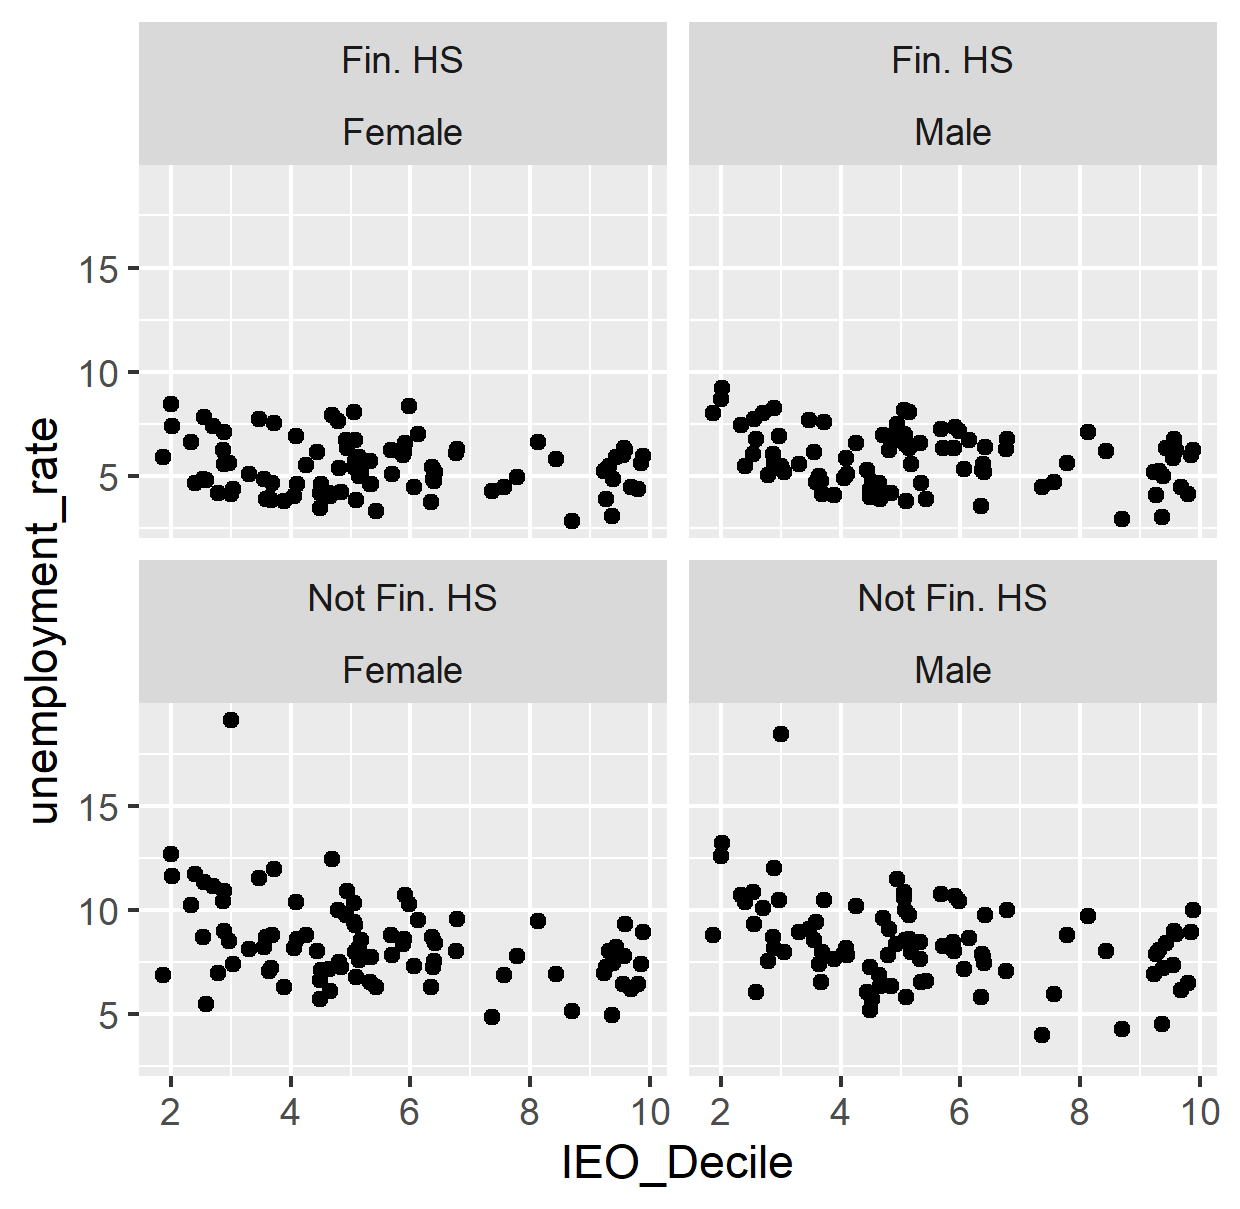 Fin. HS
Female
Fin. HS
Male
15
10
5
Not Fin. HS
Female
Not Fin. HS
Male
15
10
5
2 4 6 8 10
2 4 6 8 10
IEO_Decile
unemployment_rate